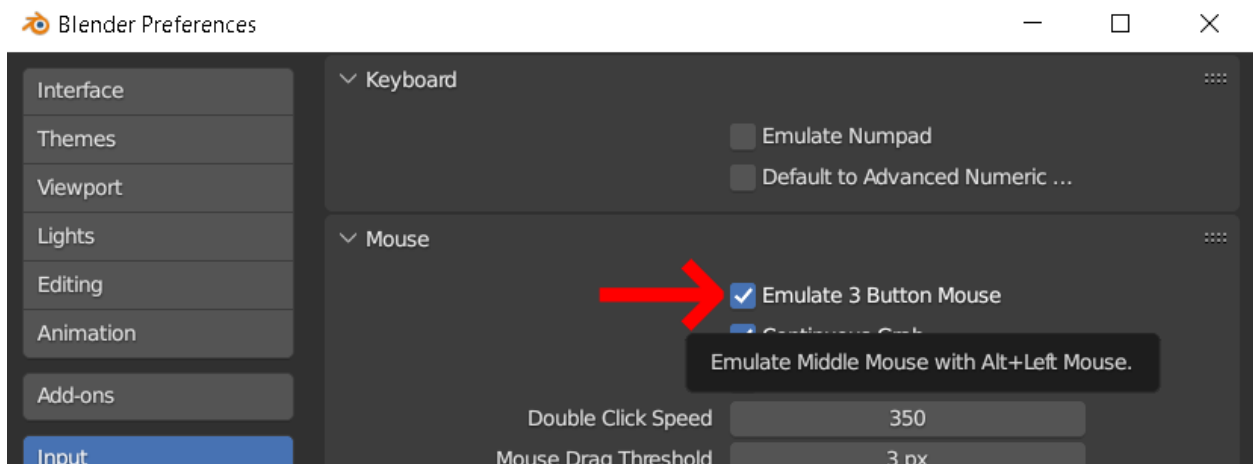 Blender Preferences
Interface
Themes
Viewport
Lights
Editing
Animation
Add-ons
Input
Keyboard
Emulate Numpad
Default to Advanced Numeric ...
Mouse
Emulate 3 Button Mouse
Emulate Middle Mouse with Alt+Left Mouse.
Double Click Speed 350
Mouse Drag Threshold 3 px